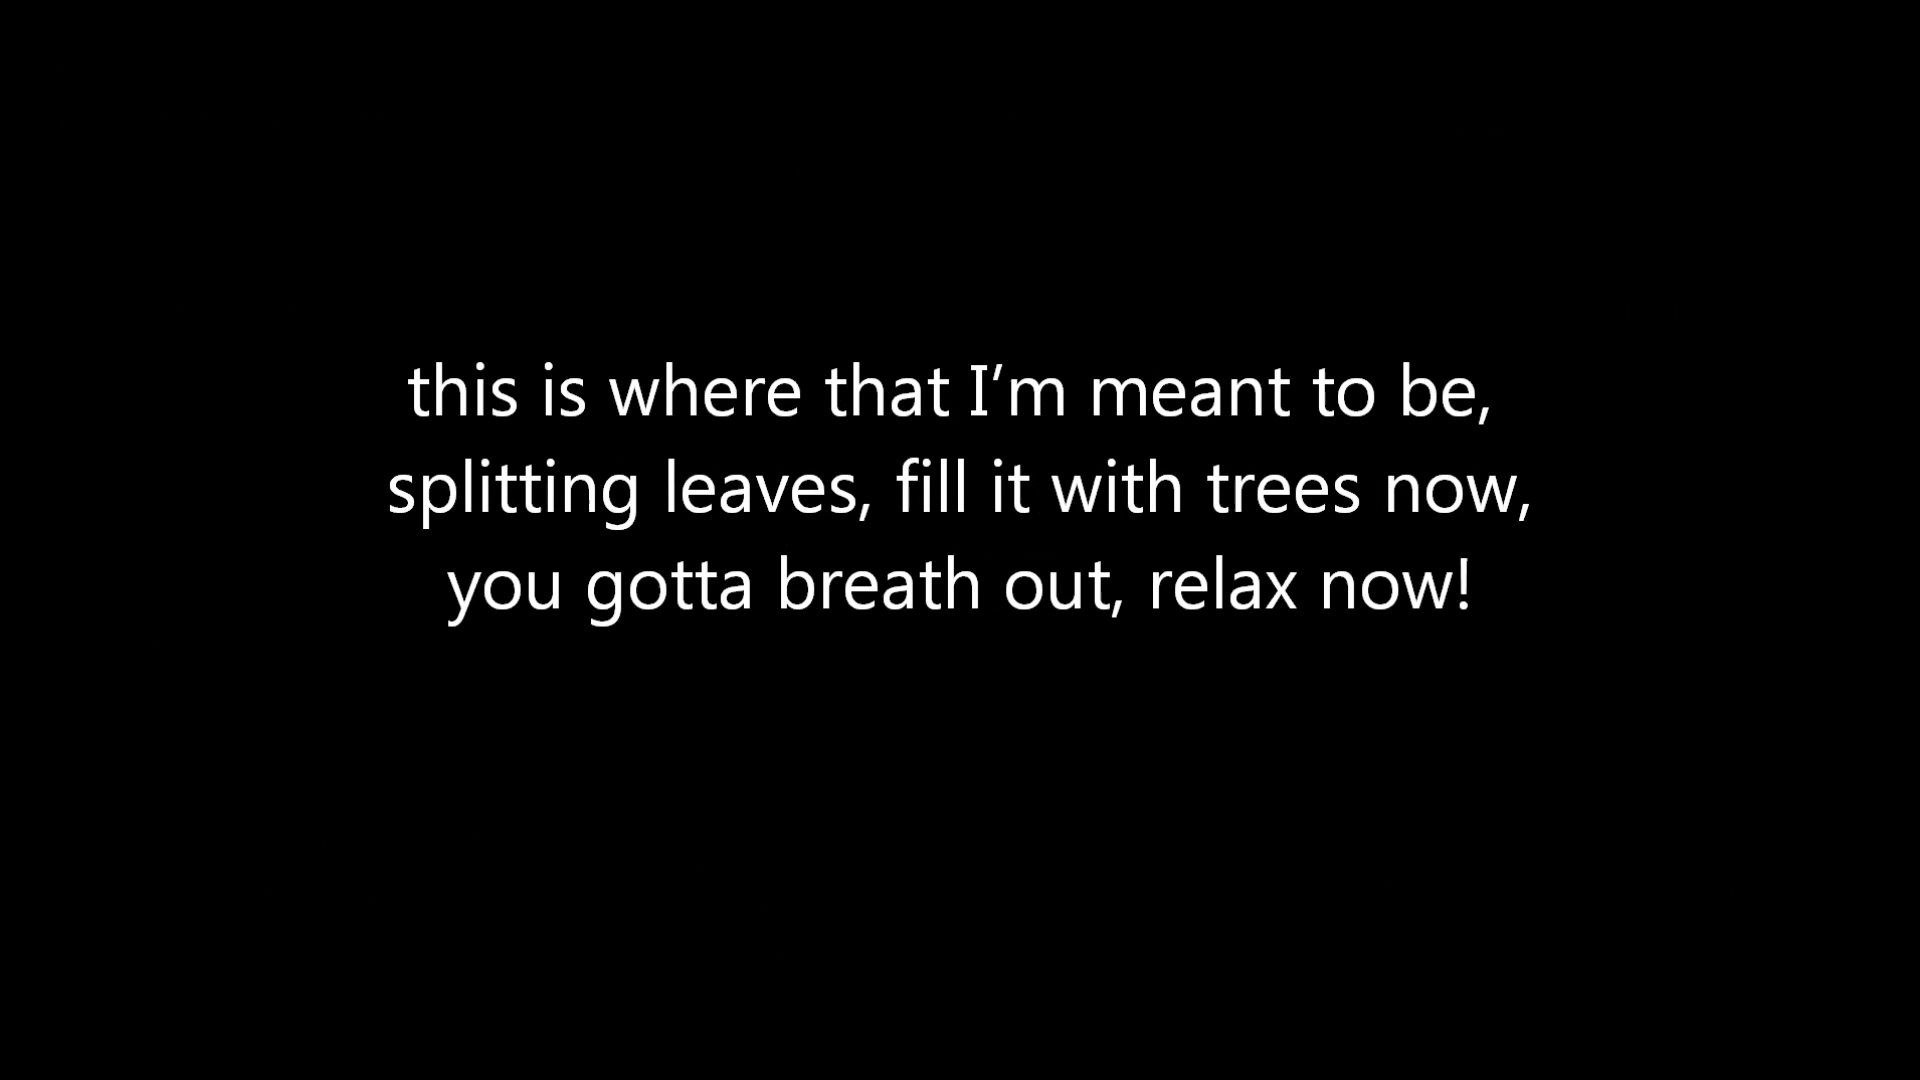 this is where that I’m meant to be,
splitting leaves, fill it with trees now,
you gotta breath out, relax now!